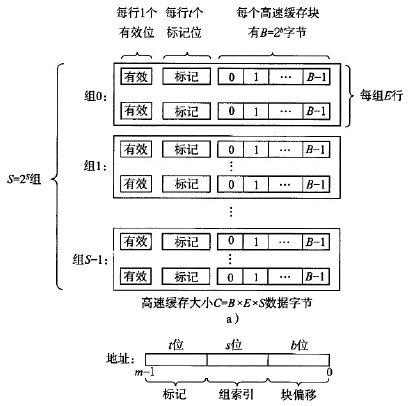 每行1个 每行t个 每个高速缓存块
有效位 标记位 有B=2ᵇ字节
有效 标记 0 1 … B-1
组0: 每组E行
有效 标记 0 1 … B-1
有效 标记 0 1 … B-1
组1: ⋮
有效 标记 0 1 … B-1
S=2ˢ组
⋮
有效 标记 0 1 … B-1
组S-1: ⋮
有效 标记 0 1 … B-1
高速缓存大小C=B×E×S数据字节
a)
t位 s位 b位
地址:
m-1 0
标记 组索引 块偏移